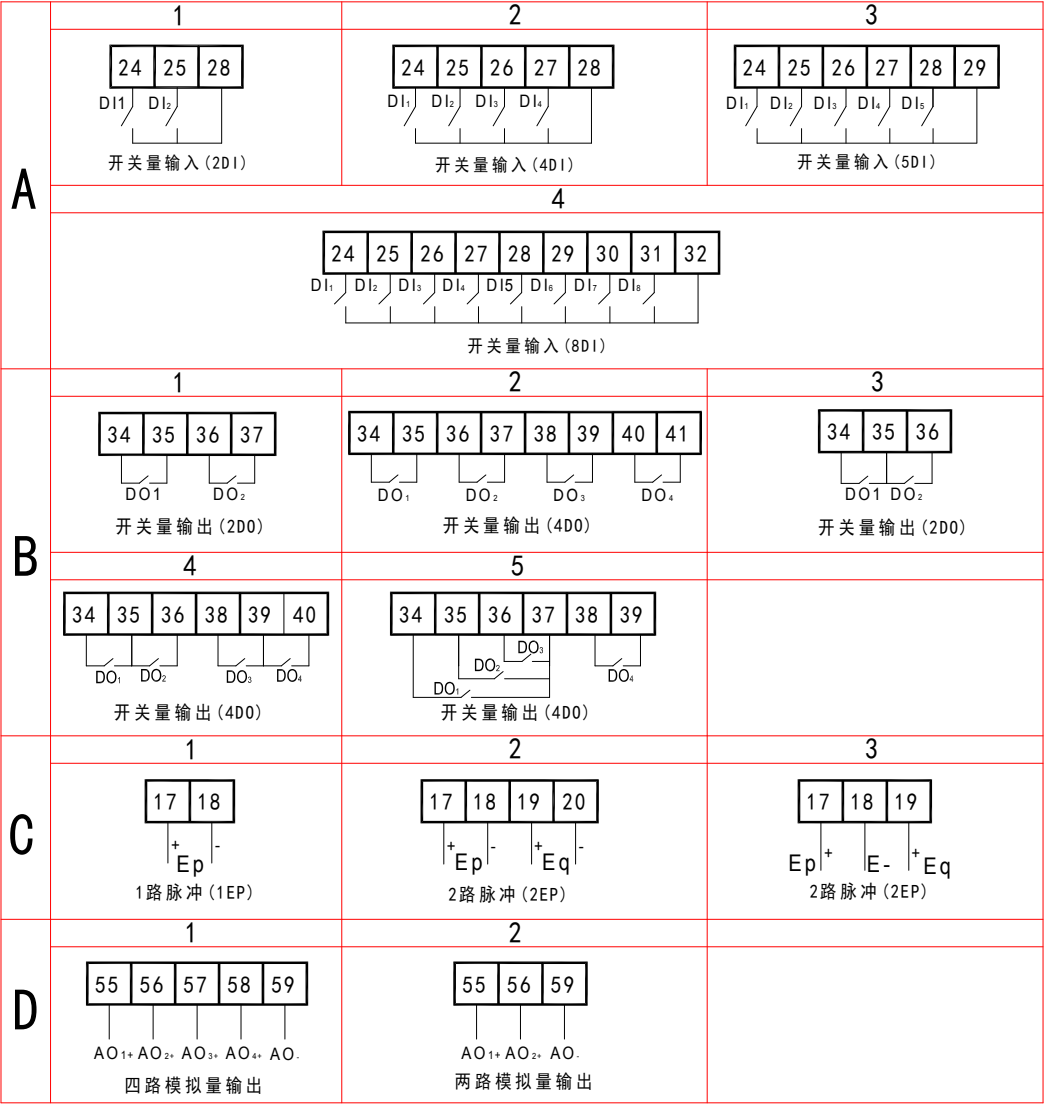 1 2 3
A
24 25 28
DI1 DI₂
开关量输入(2DI)
24 25 26 27 28
DI₁ DI₂ DI₃ DI₄
开关量输入(4DI)
24 25 26 27 28 29
DI₁ DI₂ DI₃ DI₄ DI₅
开关量输入(5DI)
4
24 25 26 27 28 29 30 31 32
DI₁ DI₂ DI₃ DI₄ DI5 DI₆ DI₇ DI₈
开关量输入(8DI)
1 2 3
B
34 35 36 37
DO1 DO₂
开关量输出(2DO)
34 35 36 37 38 39 40 41
DO₁ DO₂ DO₃ DO₄
开关量输出(4DO)
34 35 36
DO1 DO₂
开关量输出(2DO)
4 5
34 35 36 38 39 40
DO₁ DO₂ DO₃ DO₄
开关量输出(4DO)
34 35 36 37 38 39
DO₃
DO₂ DO₄
DO₁
开关量输出(4DO)
1 2 3
C
17 18
+ -
Ep
1路脉冲(1EP)
17 18 19 20
+ - + -
Ep Eq
2路脉冲(2EP)
17 18 19
Ep+ E- +Eq
2路脉冲(2EP)
1 2
D
55 56 57 58 59
AO₁₊ AO₂₊ AO₃₊ AO₄₊ AO₋
四路模拟量输出
55 56 59
AO₁₊ AO₂₊ AO₋
两路模拟量输出